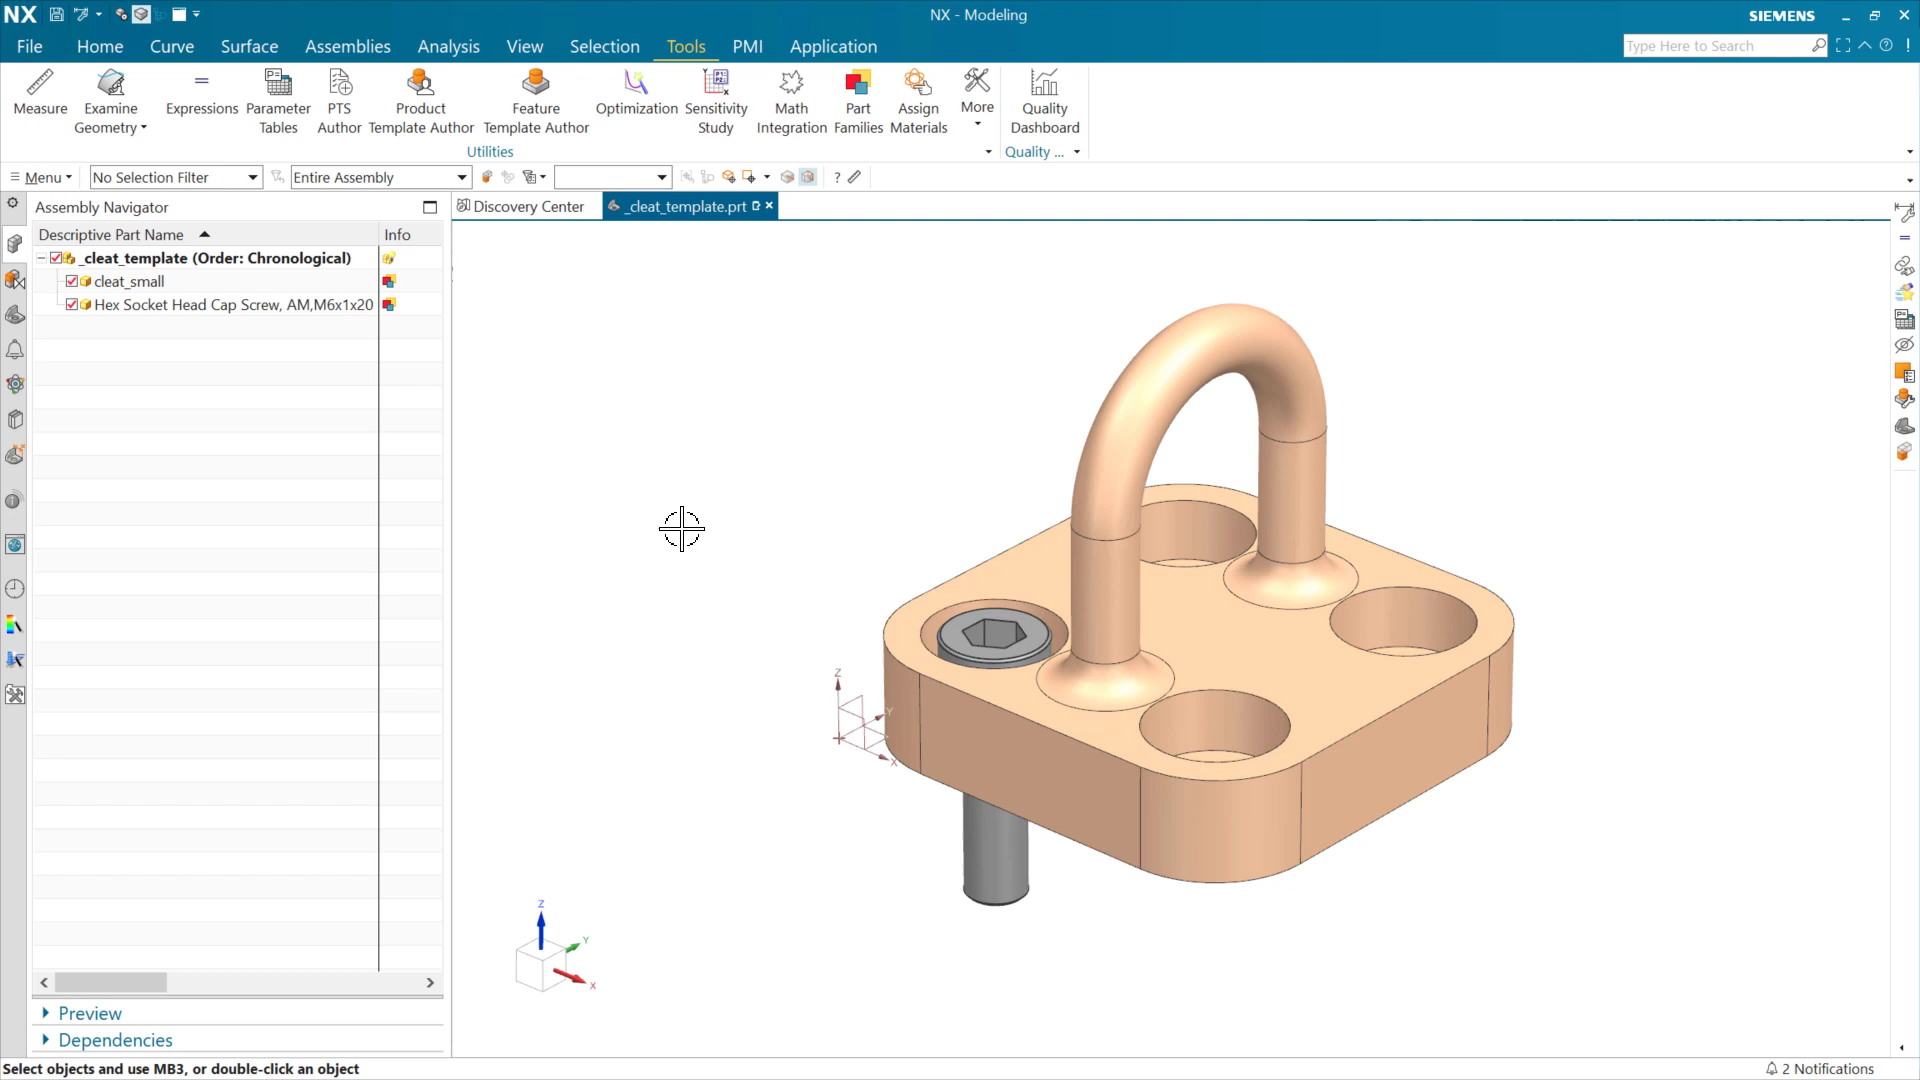 NX
NX - Modeling
SIEMENS
File Home Curve Surface Assemblies Analysis View Selection Tools PMI Application
Type Here to Search
Measure
Examine Geometry
Expressions
Parameter Tables
PTS Author
Product Template Author
Feature Template Author
Optimization
Sensitivity Study
Math Integration
Part Families
Assign Materials
More
Quality Dashboard
Utilities
Quality ...
Menu
No Selection Filter
Entire Assembly
Assembly Navigator
Discovery Center
_cleat_template.prt
Descriptive Part Name
Info
_cleat_template (Order: Chronological)
cleat_small
Hex Socket Head Cap Screw, AM,M6x1x20
Z
Y
X
Z
Y
X
Preview
Dependencies
Select objects and use MB3, or double-click an object
2 Notifications